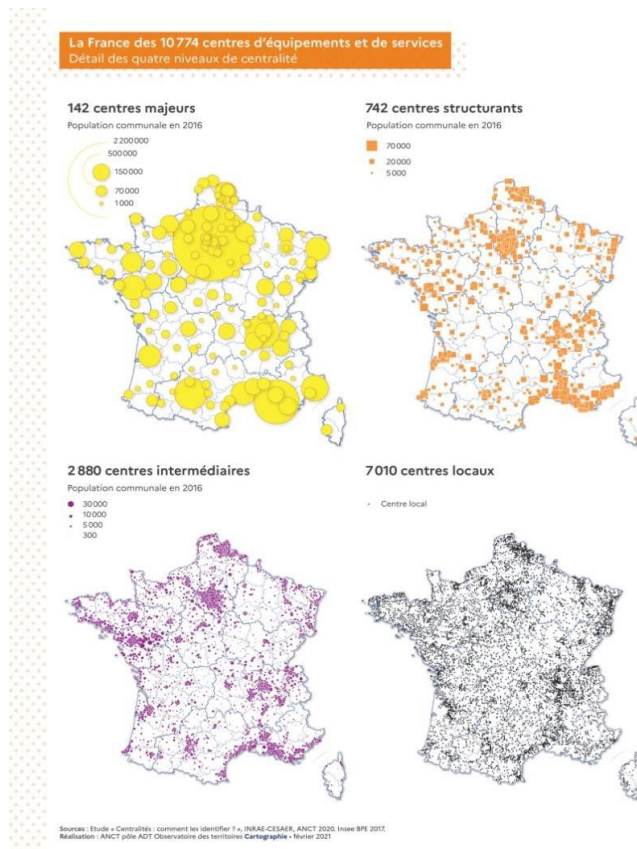 La France des 10 774 centres d'équipements et de services
Détail des quatre niveaux de centralité
142 centres majeurs
Population communale en 2016
2 200 000
500 000
150 000
70 000
1 000
742 centres structurants
Population communale en 2016
70 000
20 000
5 000
2 880 centres intermédiaires
Population communale en 2016
30 000
10 000
5 000
300
7 010 centres locaux
Centre local
Sources : Etude « Centralités : comment les identifier ? », INRAE-CESAER, ANCT 2020. Insee BPE 2017.
Réalisation : ANCT pôle ADT Observatoire des territoires Cartographie • février 2021